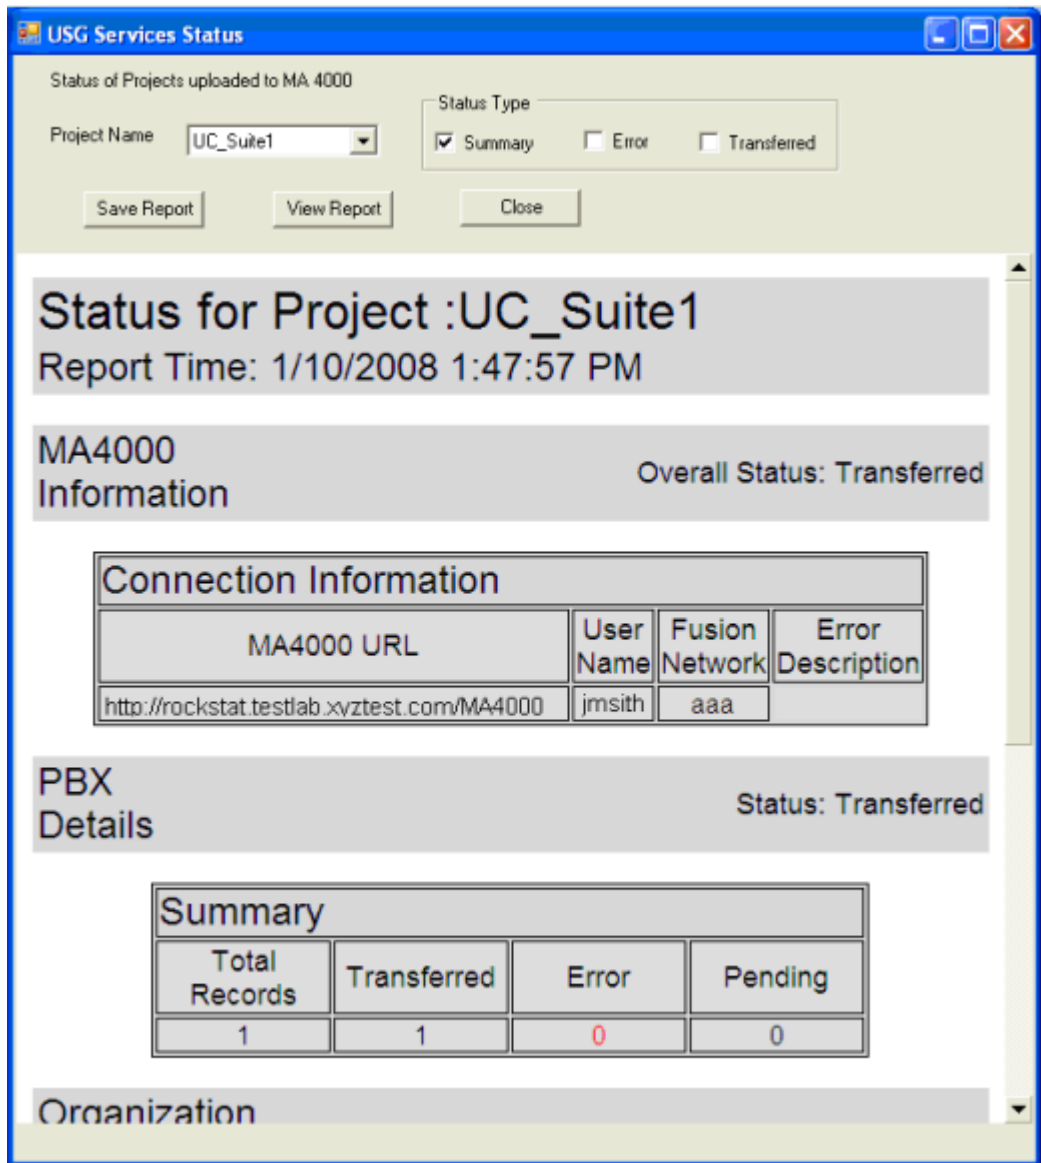 USG Services Status
Status of Projects uploaded to MA 4000
Project Name
UC_Suite1
Status Type
Summary
Error
Transferred
Save Report
View Report
Close
Status for Project :UC_Suite1
Report Time: 1/10/2008 1:47:57 PM
MA4000
Information
Overall Status: Transferred
Connection Information
MA4000 URL
User
Name
Fusion
Network
Error
Description
http://rockstat.testlab.xyztest.com/MA4000
jmsith
aaa
PBX
Details
Status: Transferred
Summary
Total
Records
Transferred
Error
Pending
1
1
0
0
Organization